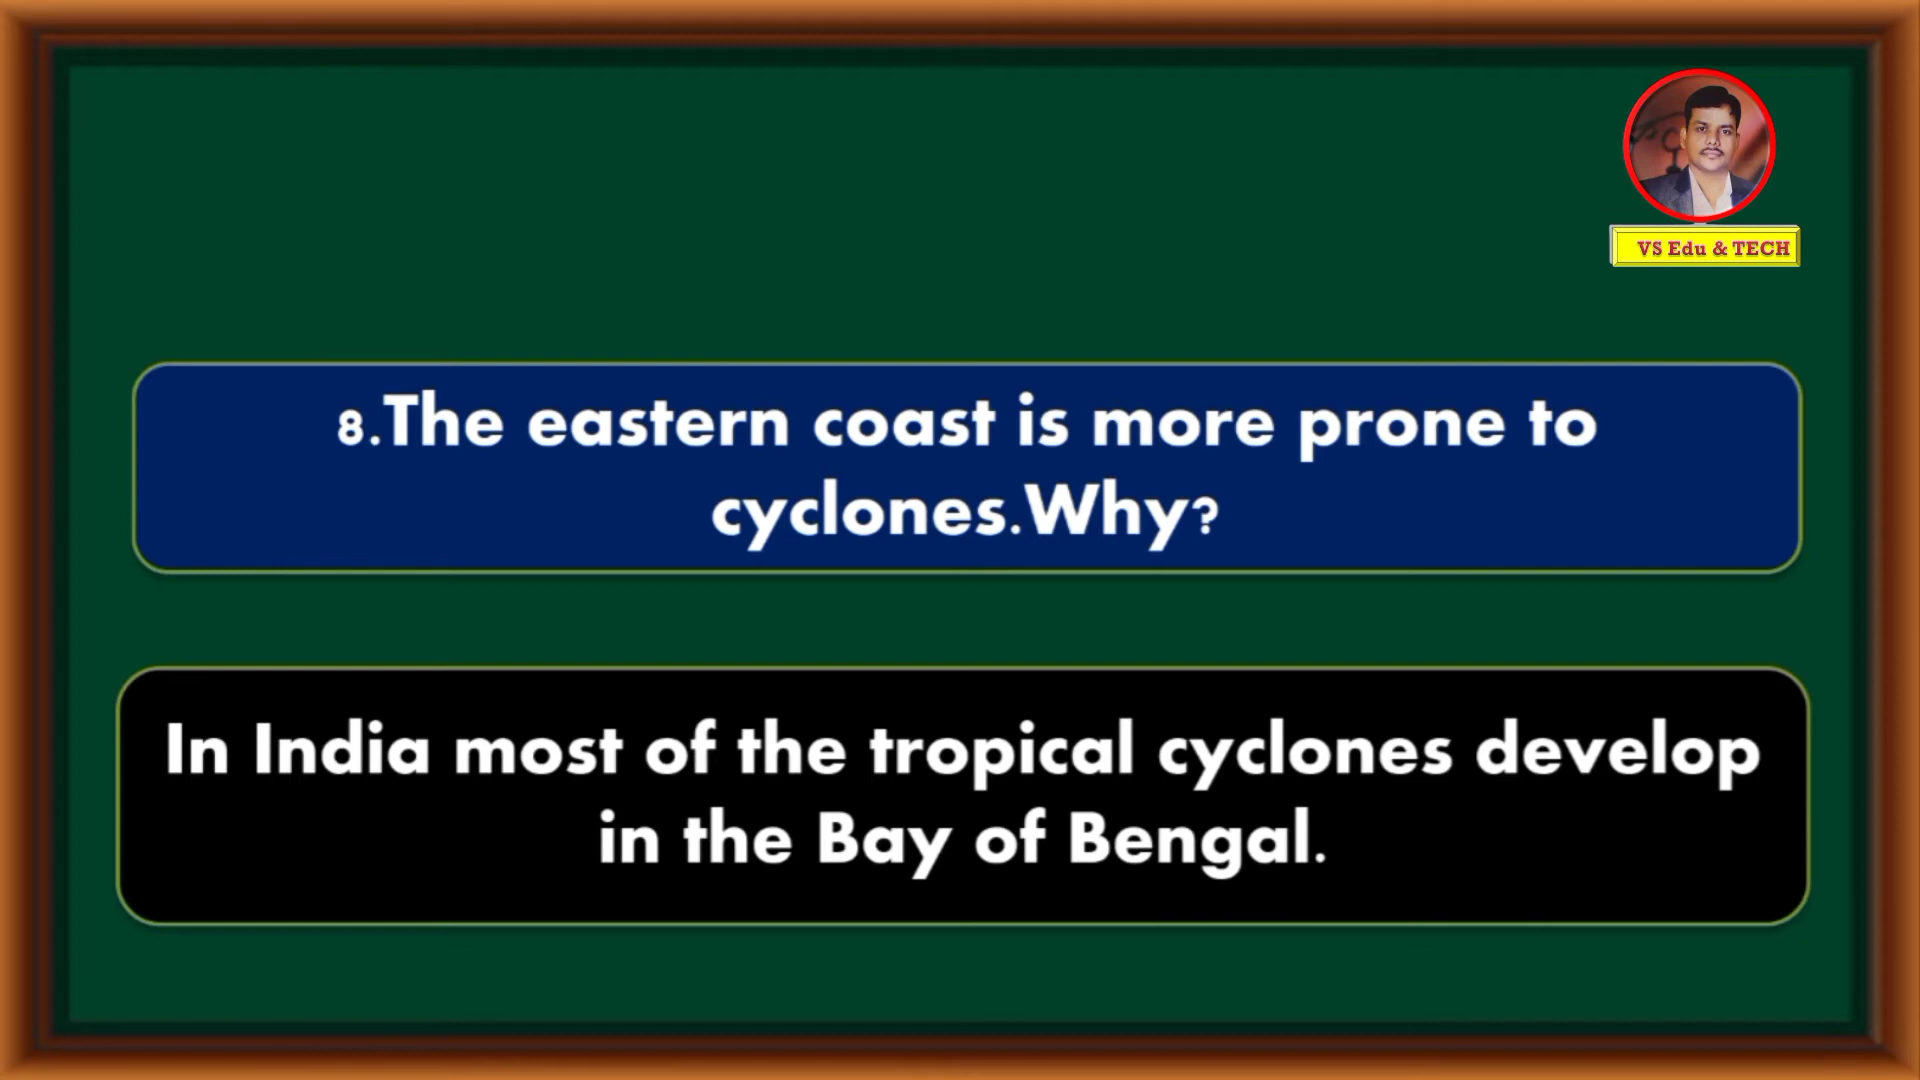 VS Edu & TECH
8.The eastern coast is more prone to
cyclones.Why?
In India most of the tropical cyclones develop
in the Bay of Bengal.